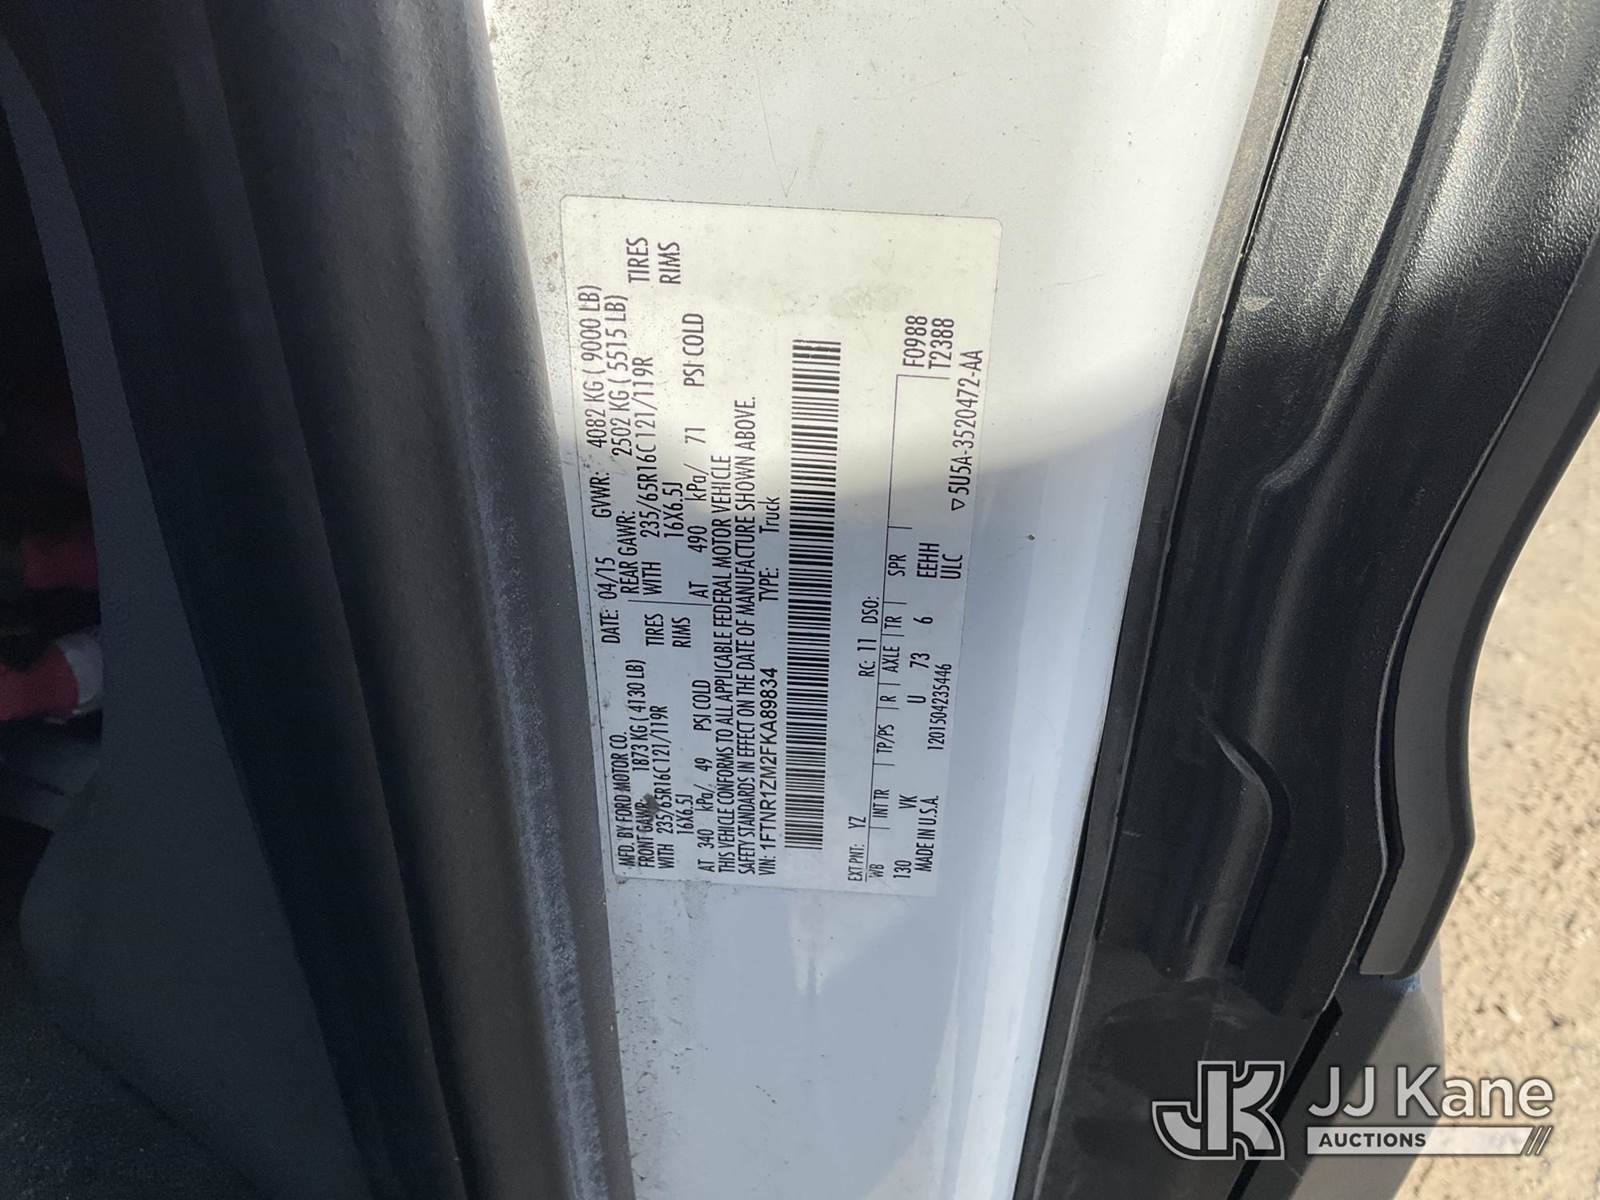 MFD. BY FORD MOTOR CO. DATE: 04/15 GVWR: 4082 KG ( 9000 LB)
FRONT GAWR: 1873 KG ( 4130 LB) REAR GAWR: 2502 KG ( 5515 LB)
WITH 235/65R16C 121/119R TIRES WITH 235/65R16C 121/119R TIRES
16X6.5J RIMS 16X6.5J RIMS
AT 340 kPa/ 49 PSI COLD AT 490 kPa/ 71 PSI COLD
THIS VEHICLE CONFORMS TO ALL APPLICABLE FEDERAL MOTOR VEHICLE
SAFETY STANDARDS IN EFFECT ON THE DATE OF MANUFACTURE SHOWN ABOVE.
VIN: 1FTNR1ZM2FKA89834 TYPE: Truck
EXT PNT: YZ RC: 11 DSO: F0988
WB INT TR TP/PS R AXLE TR SPR T2388
130 VK U 73 6 EEHH
MADE IN U.S.A. 1201504235446 ULC
▽5U5A-3520472-AA
JK JJ Kane
AUCTIONS